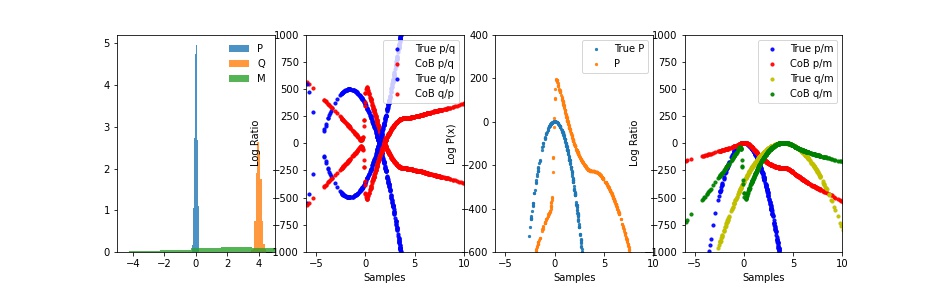 5
4
3
2
1
0
−4
−2
0
2
4
P
Q
M
Log Ratio
1000
750
500
250
0
−250
−500
−750
1000
−5
0
5
10
Samples
True p/q
CoB p/q
True q/p
CoB q/p
Log P(x)
400
200
0
−200
−400
−600
−5
0
5
10
Samples
True P
P
Log Ratio
1000
750
500
250
0
−250
−500
−750
1000
−5
0
5
10
Samples
True p/m
CoB p/m
True q/m
CoB q/m